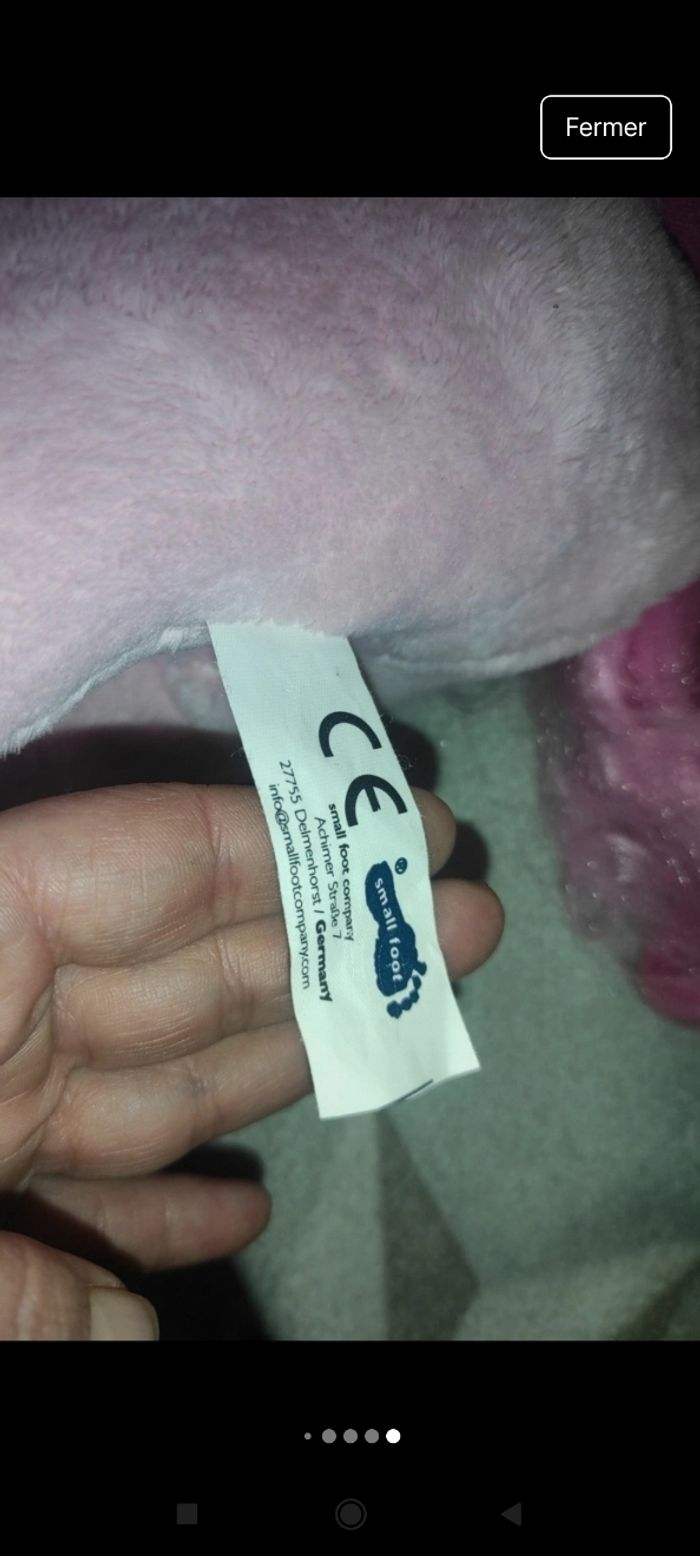 Fermer
CE
small foot®
small foot company
Achimer Straße 7
27755 Delmenhorst / Germany
info@smallfootcompany.com